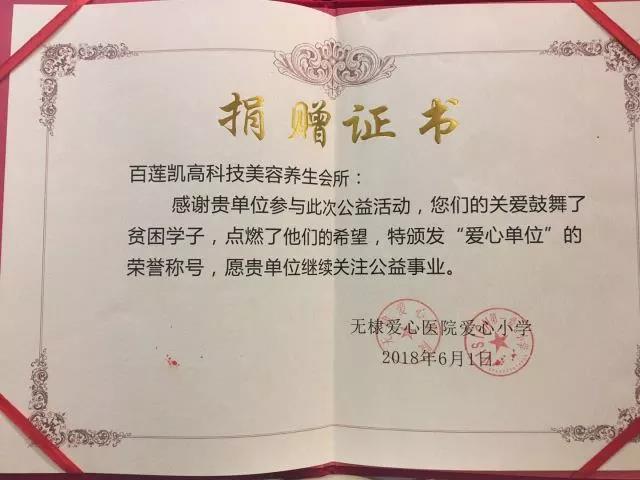 捐赠证书
百莲凯高科技美容养生会所：
感谢贵单位参与此次公益活动，您们的关爱鼓舞了
贫困学子，点燃了他们的希望，特颁发“爱心单位”的
荣誉称号，愿贵单位继续关注公益事业。
无棣爱心医院爱心小学
2018年6月1日